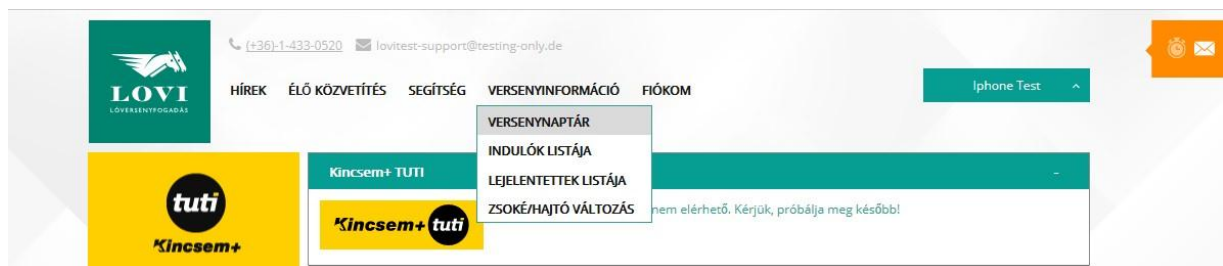 (+36)-1-433-0520 lovitest-support@testing-only.de
LOVI
LÓVERSENYFOGADÁS
HÍREK ÉLŐ KÖZVETÍTÉS SEGÍTSÉG VERSENYINFORMÁCIÓ FIÓKOM
Iphone Test
VERSENYNAPTÁR
INDULÓK LISTÁJA
LEJELENTETTEK LISTÁJA
ZSOKÉ/HAJTÓ VÁLTOZÁS
tuti
Kincsem+
Kincsem+ TUTI -
Kincsem+ tuti
nem elérhető. Kérjük, próbálja meg később!